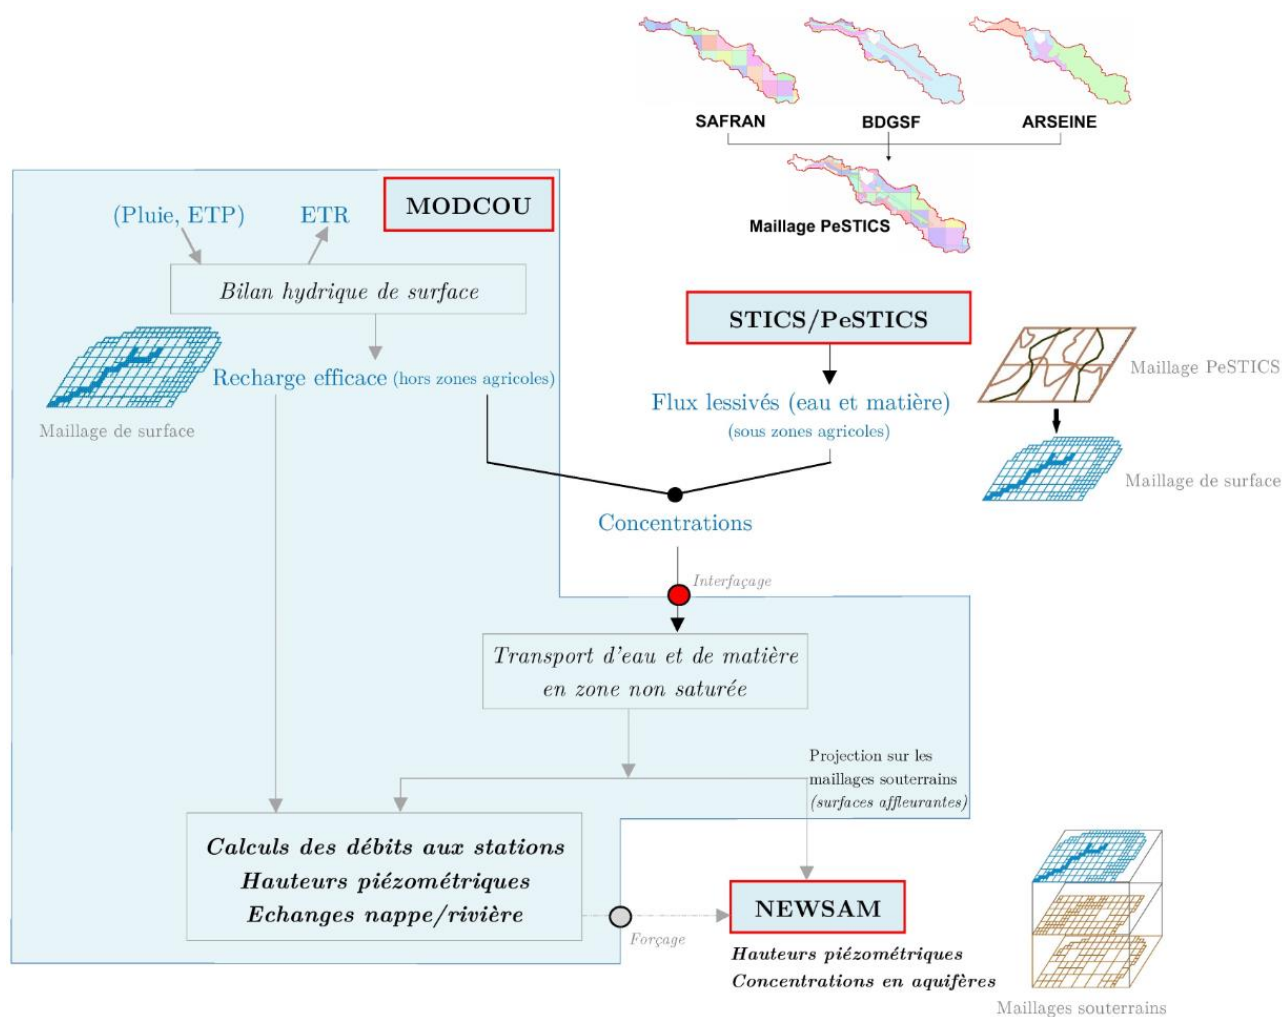 SAFRAN
BDGSF
ARSEINE
Maillage PeSTICS
MODCOU
(Pluie, ETP)
ETR
Bilan hydrique de surface
Recharge efficace (hors zones agricoles)
Maillage de surface
STICS/PeSTICS
Flux lessivés (eau et matière)
(sous zones agricoles)
Maillage PeSTICS
Maillage de surface
Concentrations
Interfaçage
Transport d'eau et de matière
en zone non saturée
Projection sur les
maillages souterrains
(surfaces affleurantes)
Calculs des débits aux stations
Hauteurs piézométriques
Echanges nappe/rivière
Forçage
NEWSAM
Hauteurs piézométriques
Concentrations en aquifères
Maillages souterrains